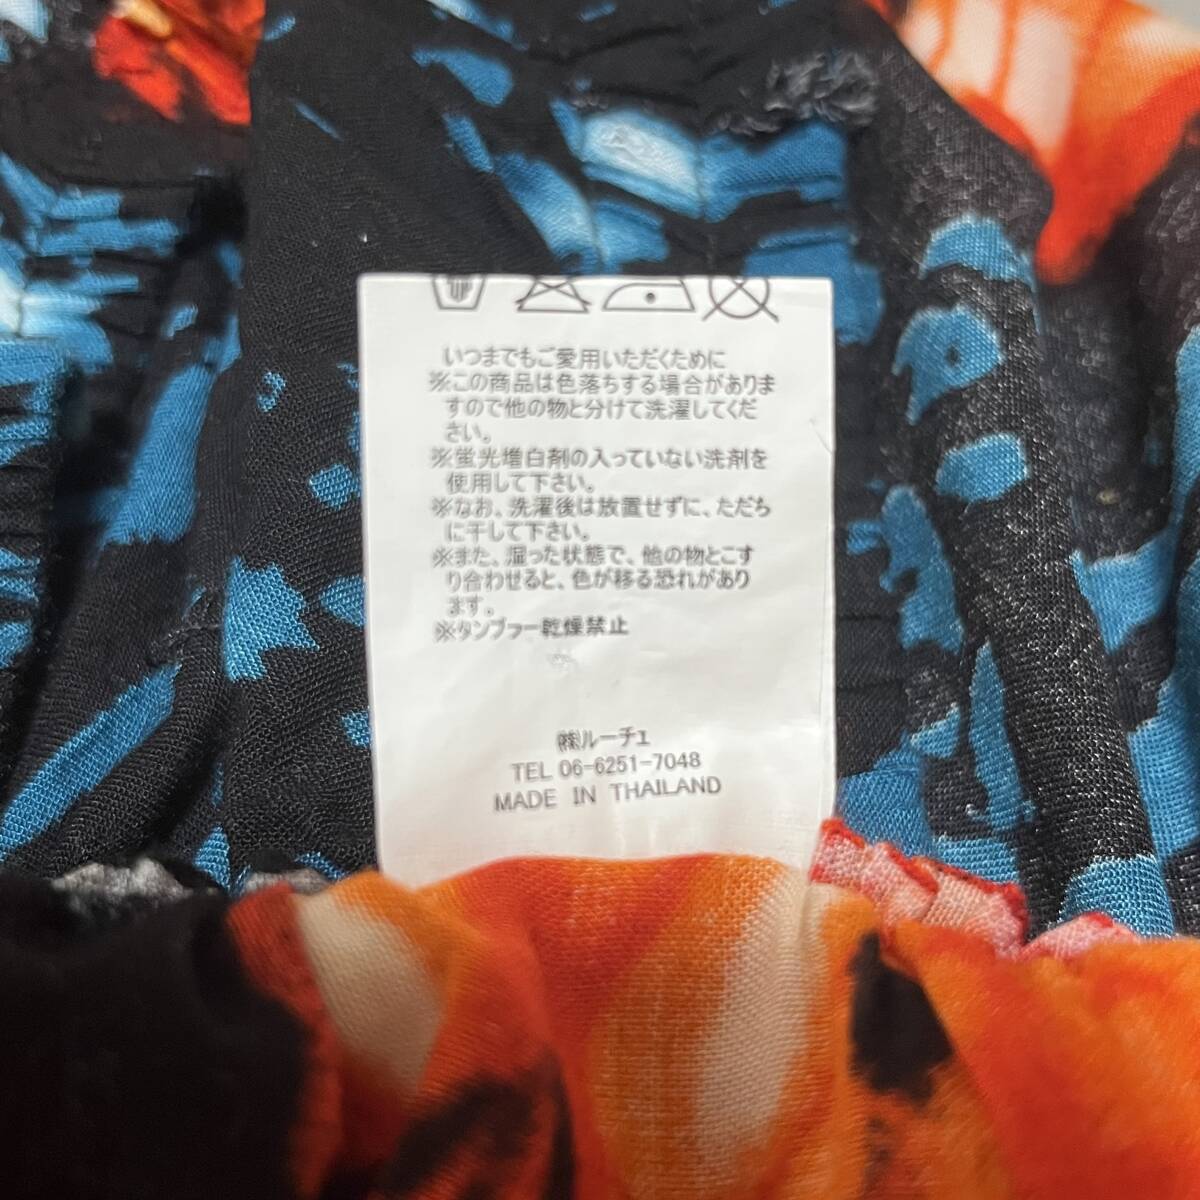 いつまでもご愛用いただくために
※この商品は色落ちする場合がありま
すので他の物と分けて洗濯してくだ
さい。
※蛍光増白剤の入っていない洗剤を
使用して下さい。
※なお、洗濯後は放置せずに、ただち
に干して下さい。
※また、湿った状態で、他の物とこす
り合わせると、色が移る恐れがあり
ます。
※タンブラー乾燥禁止
㈱ルーチェ
TEL 06-6251-7048
MADE IN THAILAND